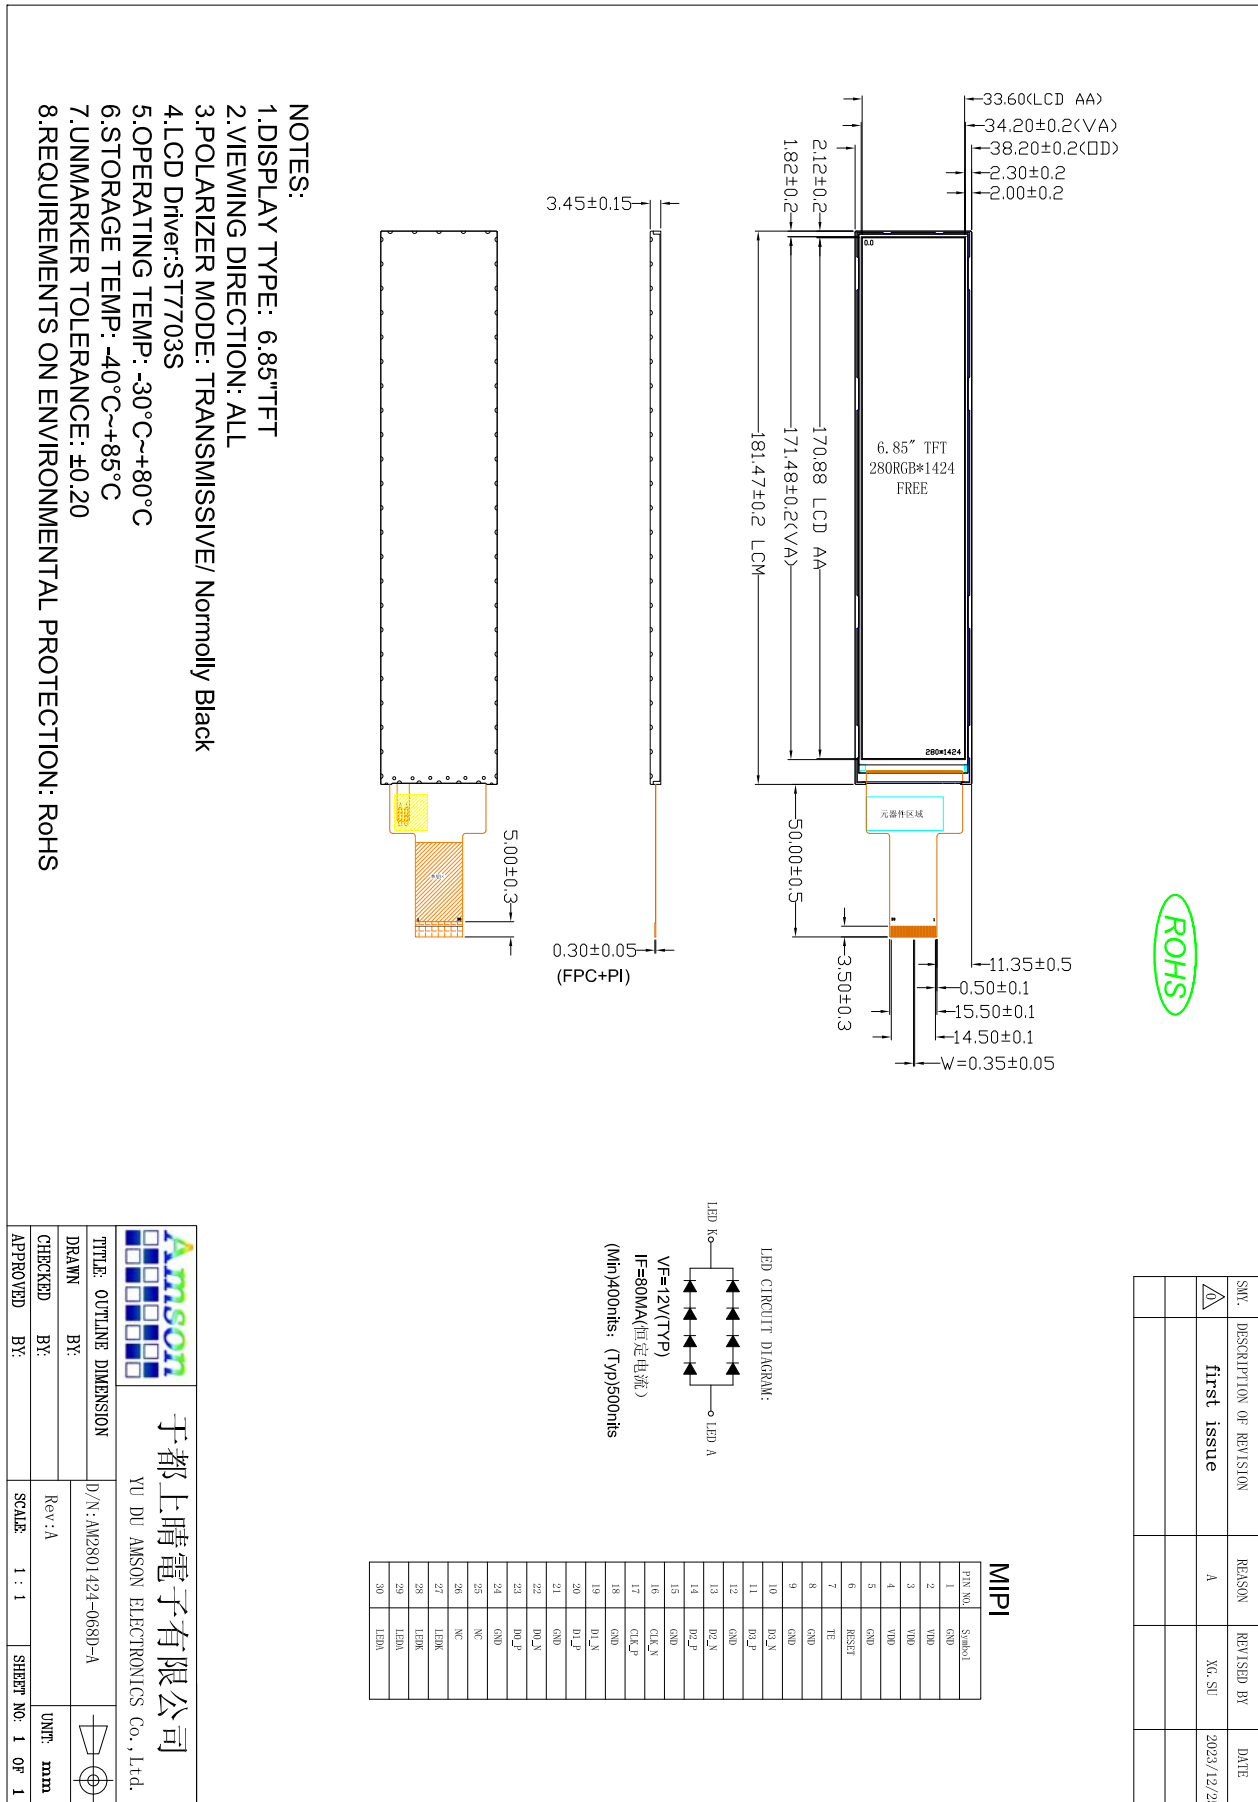 33.60(LCD AA)
34.20±0.2(VA)
38.20±0.2(OD)
2.30±0.2
2.00±0.2
2.12±0.2
1.82±0.2
3.45±0.15
0.0
6.85" TFT
280RGB*1424
FREE
280*1424
170.88 LCD AA
171.48±0.2(VA)
181.47±0.2 LCM
元器件区域
50.00±0.5
5.00±0.3
3.50±0.3
0.30±0.05
(FPC+PI)
11.35±0.5
0.50±0.1
15.50±0.1
14.50±0.1
W=0.35±0.05
ROHS
NOTES:
1.DISPLAY TYPE: 6.85"TFT
2.VIEWING DIRECTION: ALL
3.POLARIZER MODE: TRANSMISSIVE/ Normolly Black
4.LCD Driver:ST7703S
5.OPERATING TEMP: -30°C~+80°C
6.STORAGE TEMP: -40°C~+85°C
7.UNMARKER TOLERANCE: ±0.20
8.REQUIREMENTS ON ENVIRONMENTAL PROTECTION: RoHS
LED CIRCUIT DIAGRAM:
LED K
LED A
VF=12V(TYP)
IF=80MA(恒定电流)
(Min)400nits; (Typ)500nits
MIPI
PIN NO. Symbol
1 GND
2 VDD
3 VDD
4 VDD
5 GND
6 RESET
7 TE
8 GND
9 GND
10 D3_N
11 D3_P
12 GND
13 D2_N
14 D2_P
15 GND
16 CLK_N
17 CLK_P
18 GND
19 D1_N
20 D1_P
21 GND
22 D0_N
23 D0_P
24 GND
25 NC
26 NC
27 LEDK
28 LEDK
29 LEDA
30 LEDA
SMY. DESCRIPTION OF REVISION REASON REVISED BY DATE
0 first issue A XG.SU 2023/12/2
Amson
于都上晴電子有限公司
YU DU AMSON ELECTRONICS Co.,Ltd.
TITLE: OUTLINE DIMENSION
D/N:AM2801424-068D-A
DRAWN BY:
Rev:A
UNIT: mm
CHECKED BY:
APPROVED BY:
SCALE: 1 : 1
SHEET NO: 1 OF 1